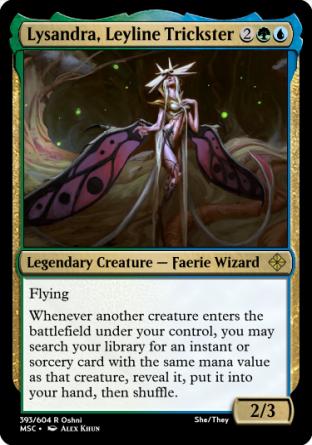 Lysandra, Leyline Trickster 2
Legendary Creature — Faerie Wizard
Flying
Whenever another creature enters the
battlefield under your control, you may
search your library for an instant or
sorcery card with the same mana value
as that creature, reveal it, put it into
your hand, then shuffle.
393/604 R Oshni She/They
MSC • Alex Khun
2/3